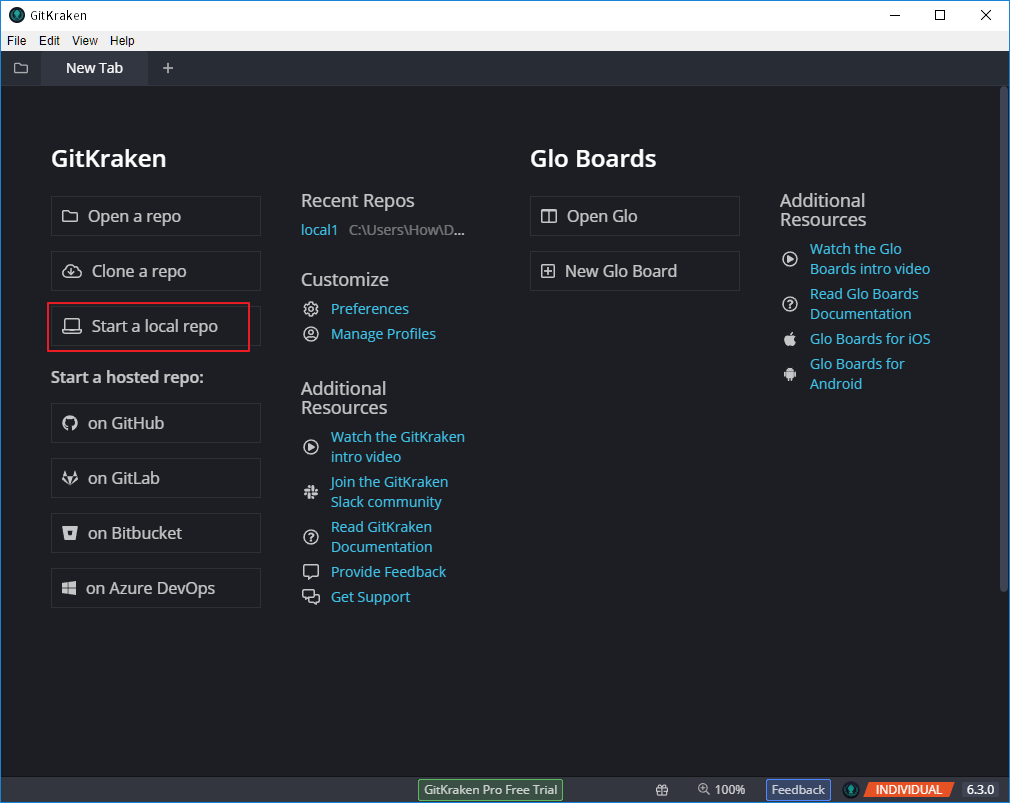 GitKraken
File Edit View Help
New Tab +
GitKraken
Open a repo
Clone a repo
Start a local repo
Start a hosted repo:
on GitHub
on GitLab
on Bitbucket
on Azure DevOps
Recent Repos
local1 C:\Users\How\D...
Customize
Preferences
Manage Profiles
Additional
Resources
Watch the GitKraken
intro video
Join the GitKraken
Slack community
Read GitKraken
Documentation
Provide Feedback
Get Support
Glo Boards
Open Glo
New Glo Board
Additional
Resources
Watch the Glo
Boards intro video
Read Glo Boards
Documentation
Glo Boards for iOS
Glo Boards for
Android
GitKraken Pro Free Trial 100% Feedback INDIVIDUAL 6.3.0